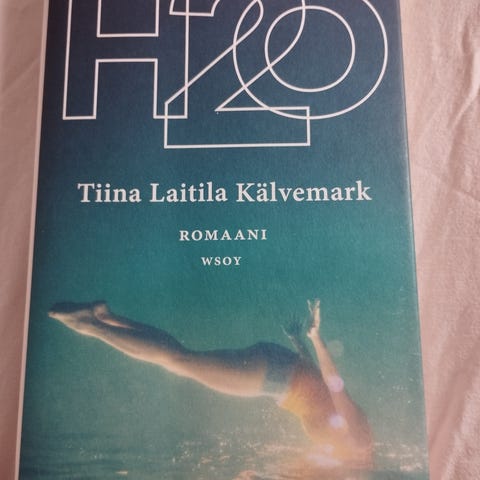 H2O
Tiina Laitila Kälvemark
ROMAANI
WSOY